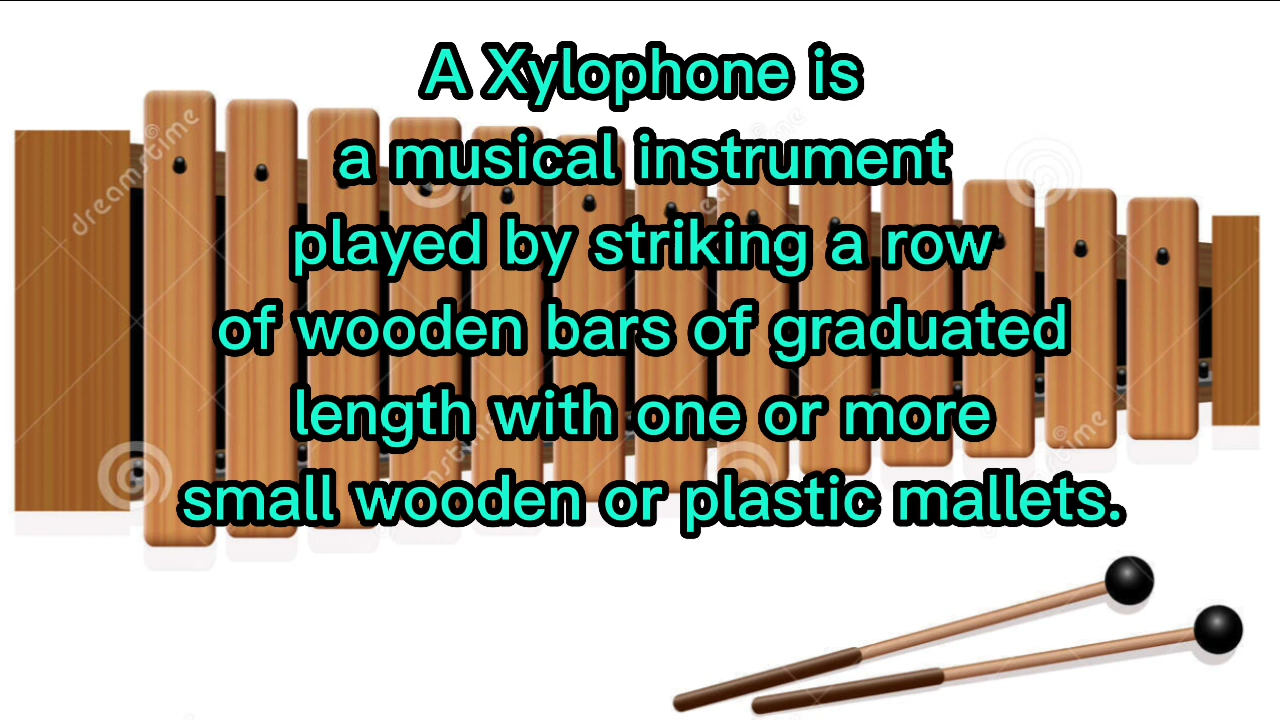 A Xylophone is
a musical instrument
played by striking a row
of wooden bars of graduated
length with one or more
small wooden or plastic mallets.
dreamstime